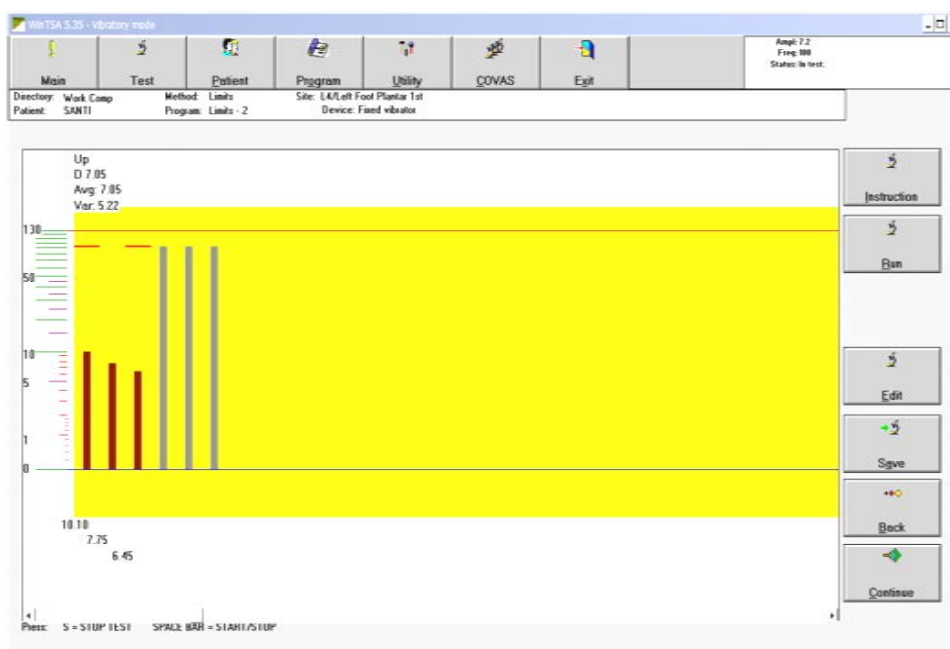 WinTSA 5.35 - Vibratory mode
Main Test Patient Program Utility COVAS Exit
Ampl: 7.2
Freq: 100
Status: In test.
Directory: Work Comp Method: Limits Site: L4/Left Foot Plantar 1st
Patient: SANTI Program: Limits - 2 Device: Fixed vibrator
Up
D 7.05
Avg: 7.05
Var: 5.22
130
50
10
5
1
0
10.10
7.75
6.45
Instruction
Run
Edit
Save
Back
Continue
Press: S = STOP TEST SPACE BAR = START/STOP